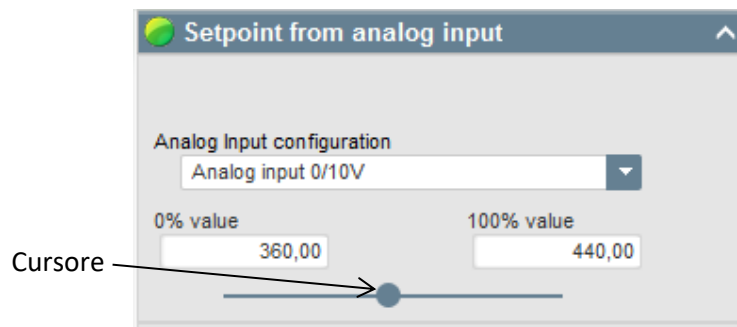 Setpoint from analog input
Analog Input configuration
Analog input 0/10V
0% value 100% value
360,00 440,00
Cursore